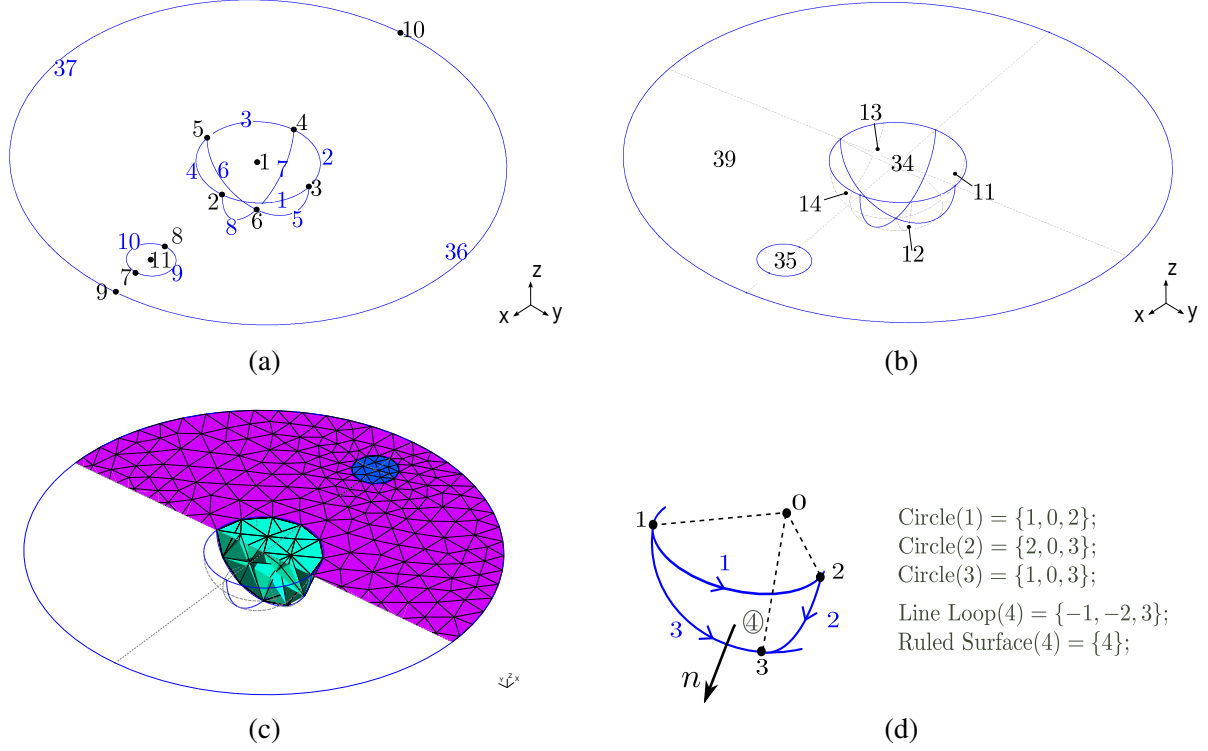 10
37
3
5
4
1
2
4
6
7
2
1
3
6
8
5
10
8
11
7
9
9
36
z
x
y
(a)
13
39
34
11
14
12
35
z
x
y
(b)
Y Z X
(c)
1
0
1
2
3
④
2
3
n
Circle(1) = {1, 0, 2};
Circle(2) = {2, 0, 3};
Circle(3) = {1, 0, 3};
Line Loop(4) = {−1, −2, 3};
Ruled Surface(4) = {4};
(d)